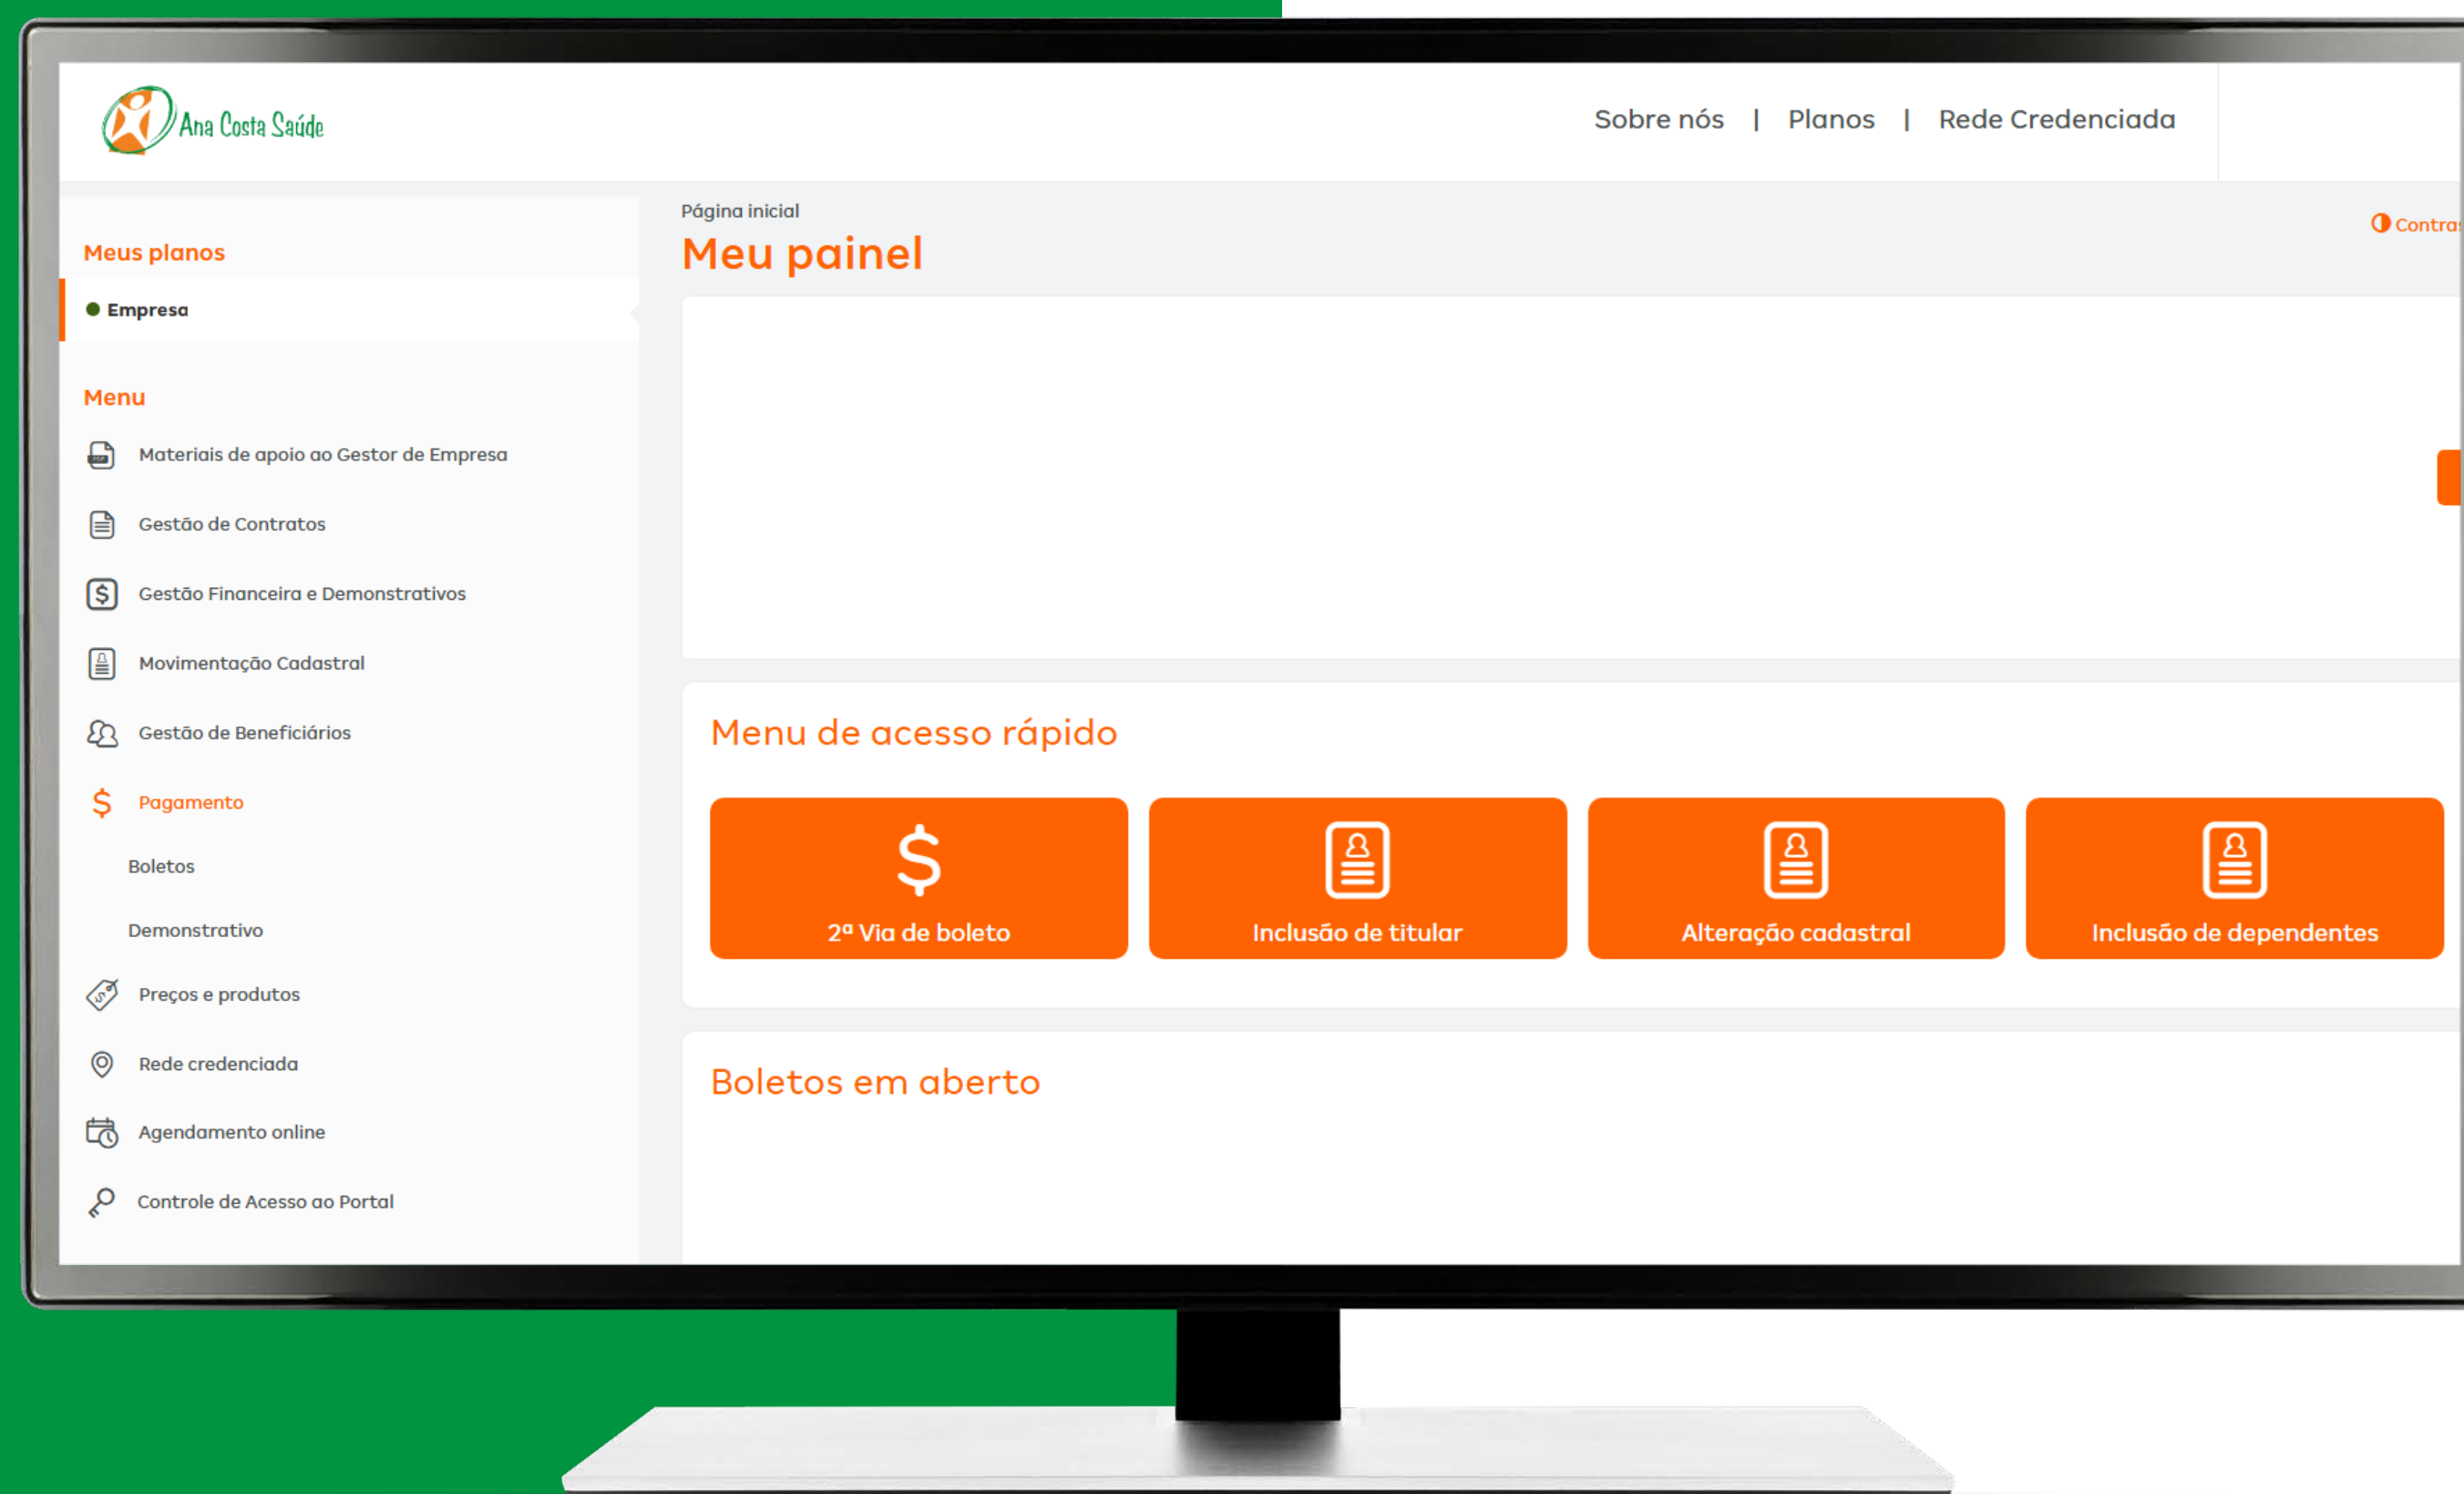 Ana Costa Saúde
Sobre nós | Planos | Rede Credenciada
Página inicial
Meu painel
Contras
Meus planos
Empresa
Menu
Materiais de apoio ao Gestor de Empresa
Gestão de Contratos
Gestão Financeira e Demonstrativos
Movimentação Cadastral
Gestão de Beneficiários
Pagamento
Boletos
Demonstrativo
Preços e produtos
Rede credenciada
Agendamento online
Controle de Acesso ao Portal
Menu de acesso rápido
2ª Via de boleto
Inclusão de titular
Alteração cadastral
Inclusão de dependentes
Boletos em aberto